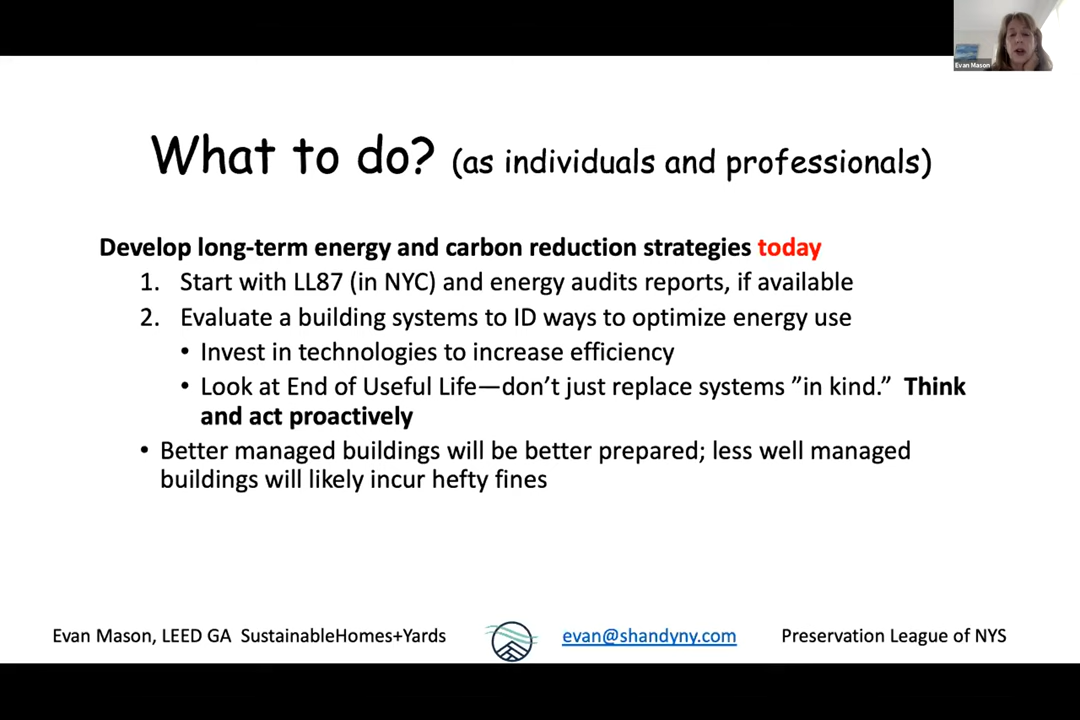 Evan Mason
What to do? (as individuals and professionals)
Develop long-term energy and carbon reduction strategies today
1. Start with LL87 (in NYC) and energy audits reports, if available
2. Evaluate a building systems to ID ways to optimize energy use
• Invest in technologies to increase efficiency
• Look at End of Useful Life—don’t just replace systems ”in kind.” Think
and act proactively
• Better managed buildings will be better prepared; less well managed
buildings will likely incur hefty fines
Evan Mason, LEED GA SustainableHomes+Yards evan@shandyny.com Preservation League of NYS